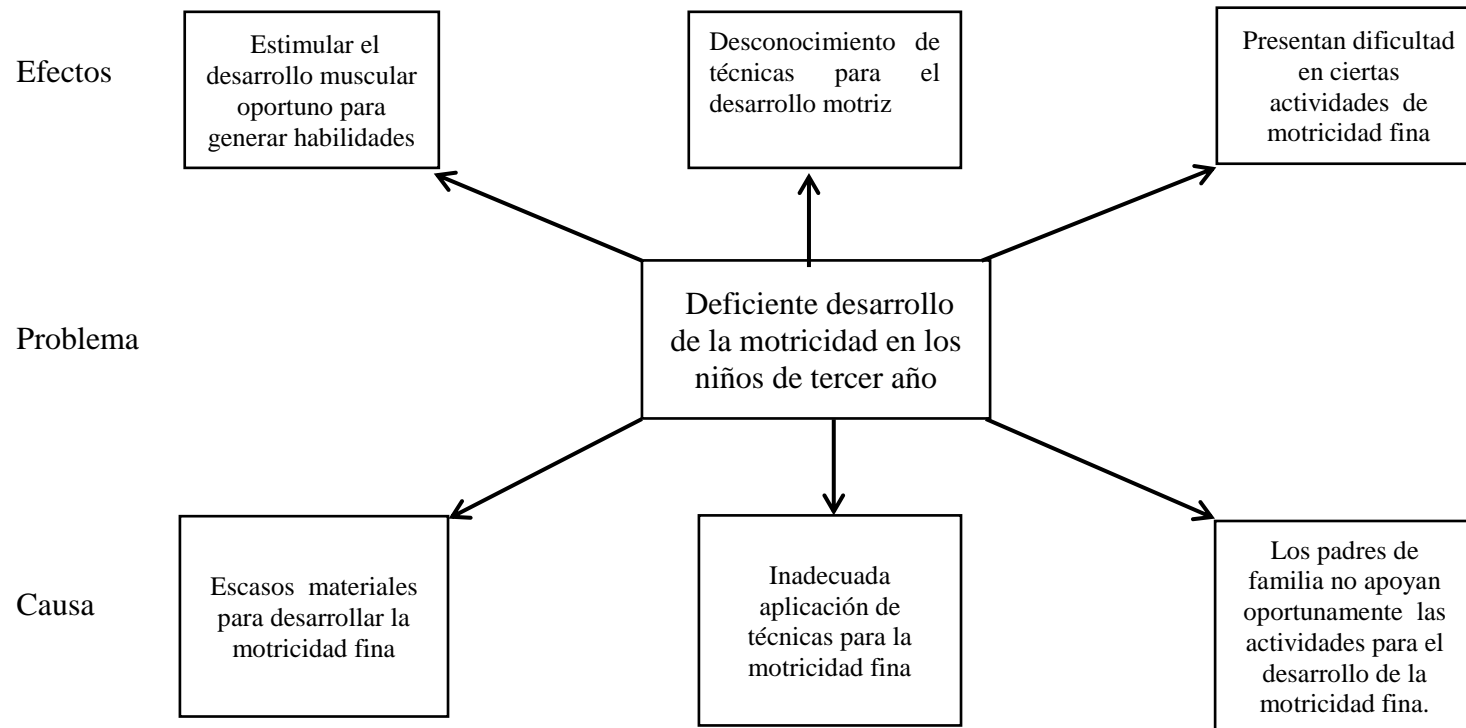 Efectos
Estimular el
desarrollo muscular
oportuno para
generar habilidades
Desconocimiento de
técnicas para el
desarrollo motriz
Presentan dificultad
en ciertas
actividades de
motricidad fina
Problema
Deficiente desarrollo
de la motricidad en los
niños de tercer año
Causa
Escasos materiales
para desarrollar la
motricidad fina
Inadecuada
aplicación de
técnicas para la
motricidad fina
Los padres de
familia no apoyan
oportunamente las
actividades para el
desarrollo de la
motricidad fina.